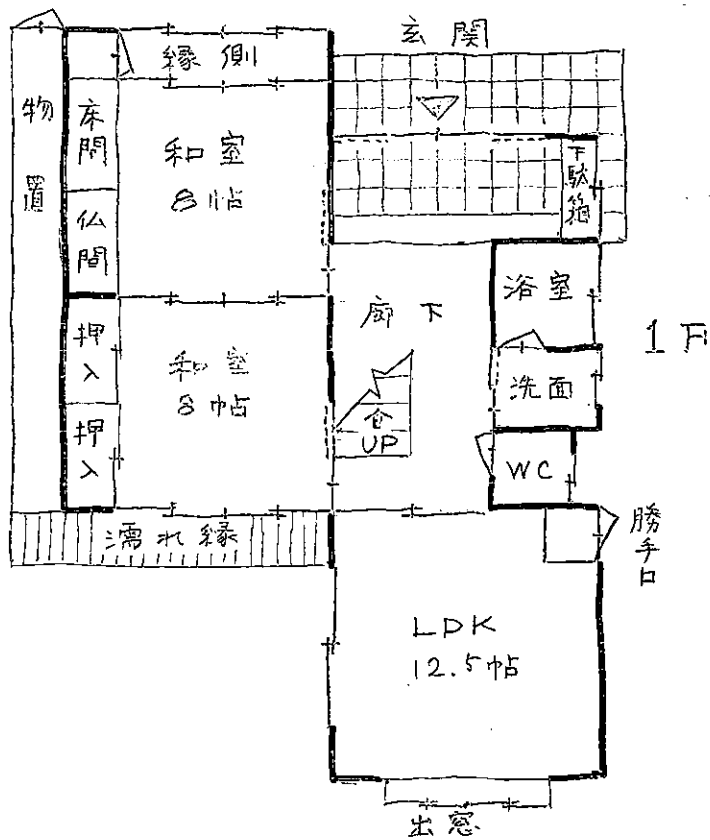 玄関
縁側
物置
床間
和室
8帖
下駄箱
仏間
浴室
廊下
1F
押入
和室
8帖
洗面
UP
押入
WC
濡れ縁
勝手口
LDK
12.5帖
出窓